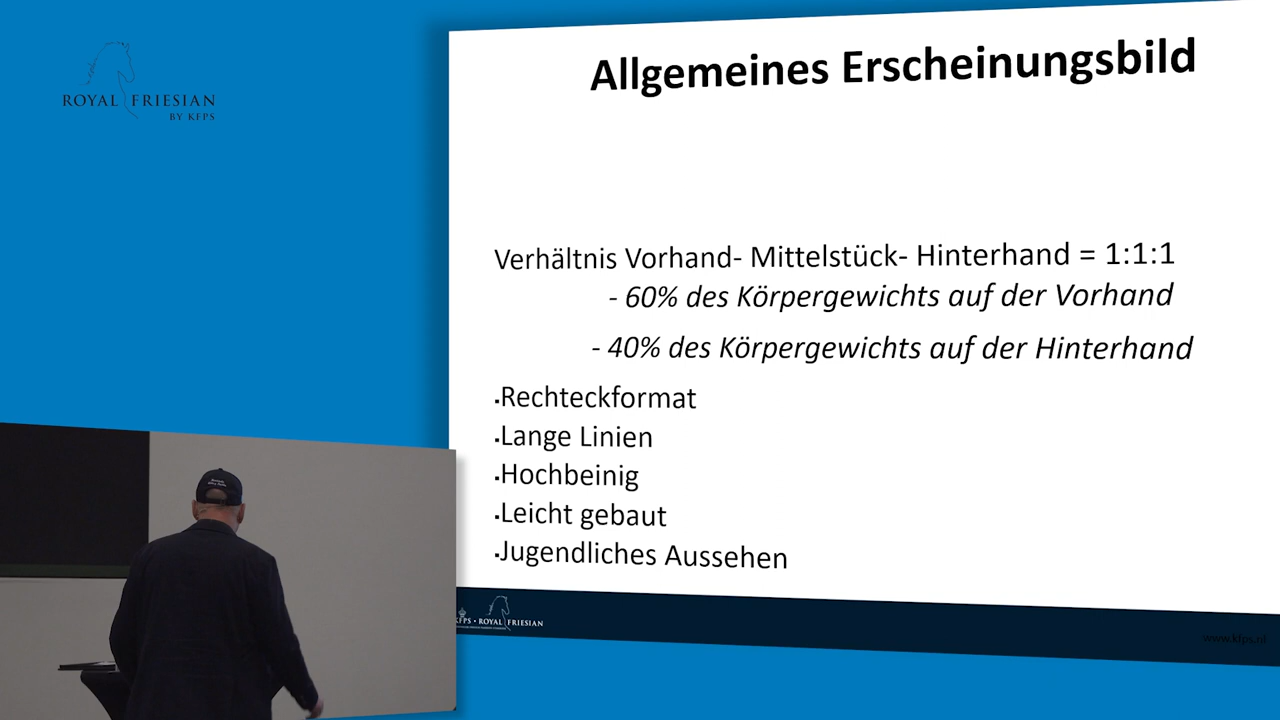 ROYAL FRIESIAN
BY KFPS
Allgemeines Erscheinungsbild
Verhältnis Vorhand- Mittelstück- Hinterhand = 1:1:1
- 60% des Körpergewichts auf der Vorhand
- 40% des Körpergewichts auf der Hinterhand
▪Rechteckformat
▪Lange Linien
▪Hochbeinig
▪Leicht gebaut
▪Jugendliches Aussehen
KFPS • ROYAL FRIESIAN
www.kfps.nl